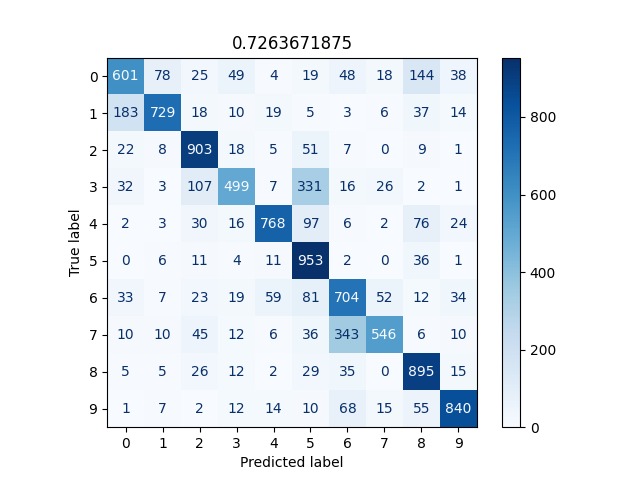 0.7263671875
True label
0 601 78 25 49 4 19 48 18 144 38
1 183 729 18 10 19 5 3 6 37 14
2 22 8 903 18 5 51 7 0 9 1
3 32 3 107 499 7 331 16 26 2 1
4 2 3 30 16 768 97 6 2 76 24
5 0 6 11 4 11 953 2 0 36 1
6 33 7 23 19 59 81 704 52 12 34
7 10 10 45 12 6 36 343 546 6 10
8 5 5 26 12 2 29 35 0 895 15
9 1 7 2 12 14 10 68 15 55 840
0 1 2 3 4 5 6 7 8 9
Predicted label
800
600
400
200
0